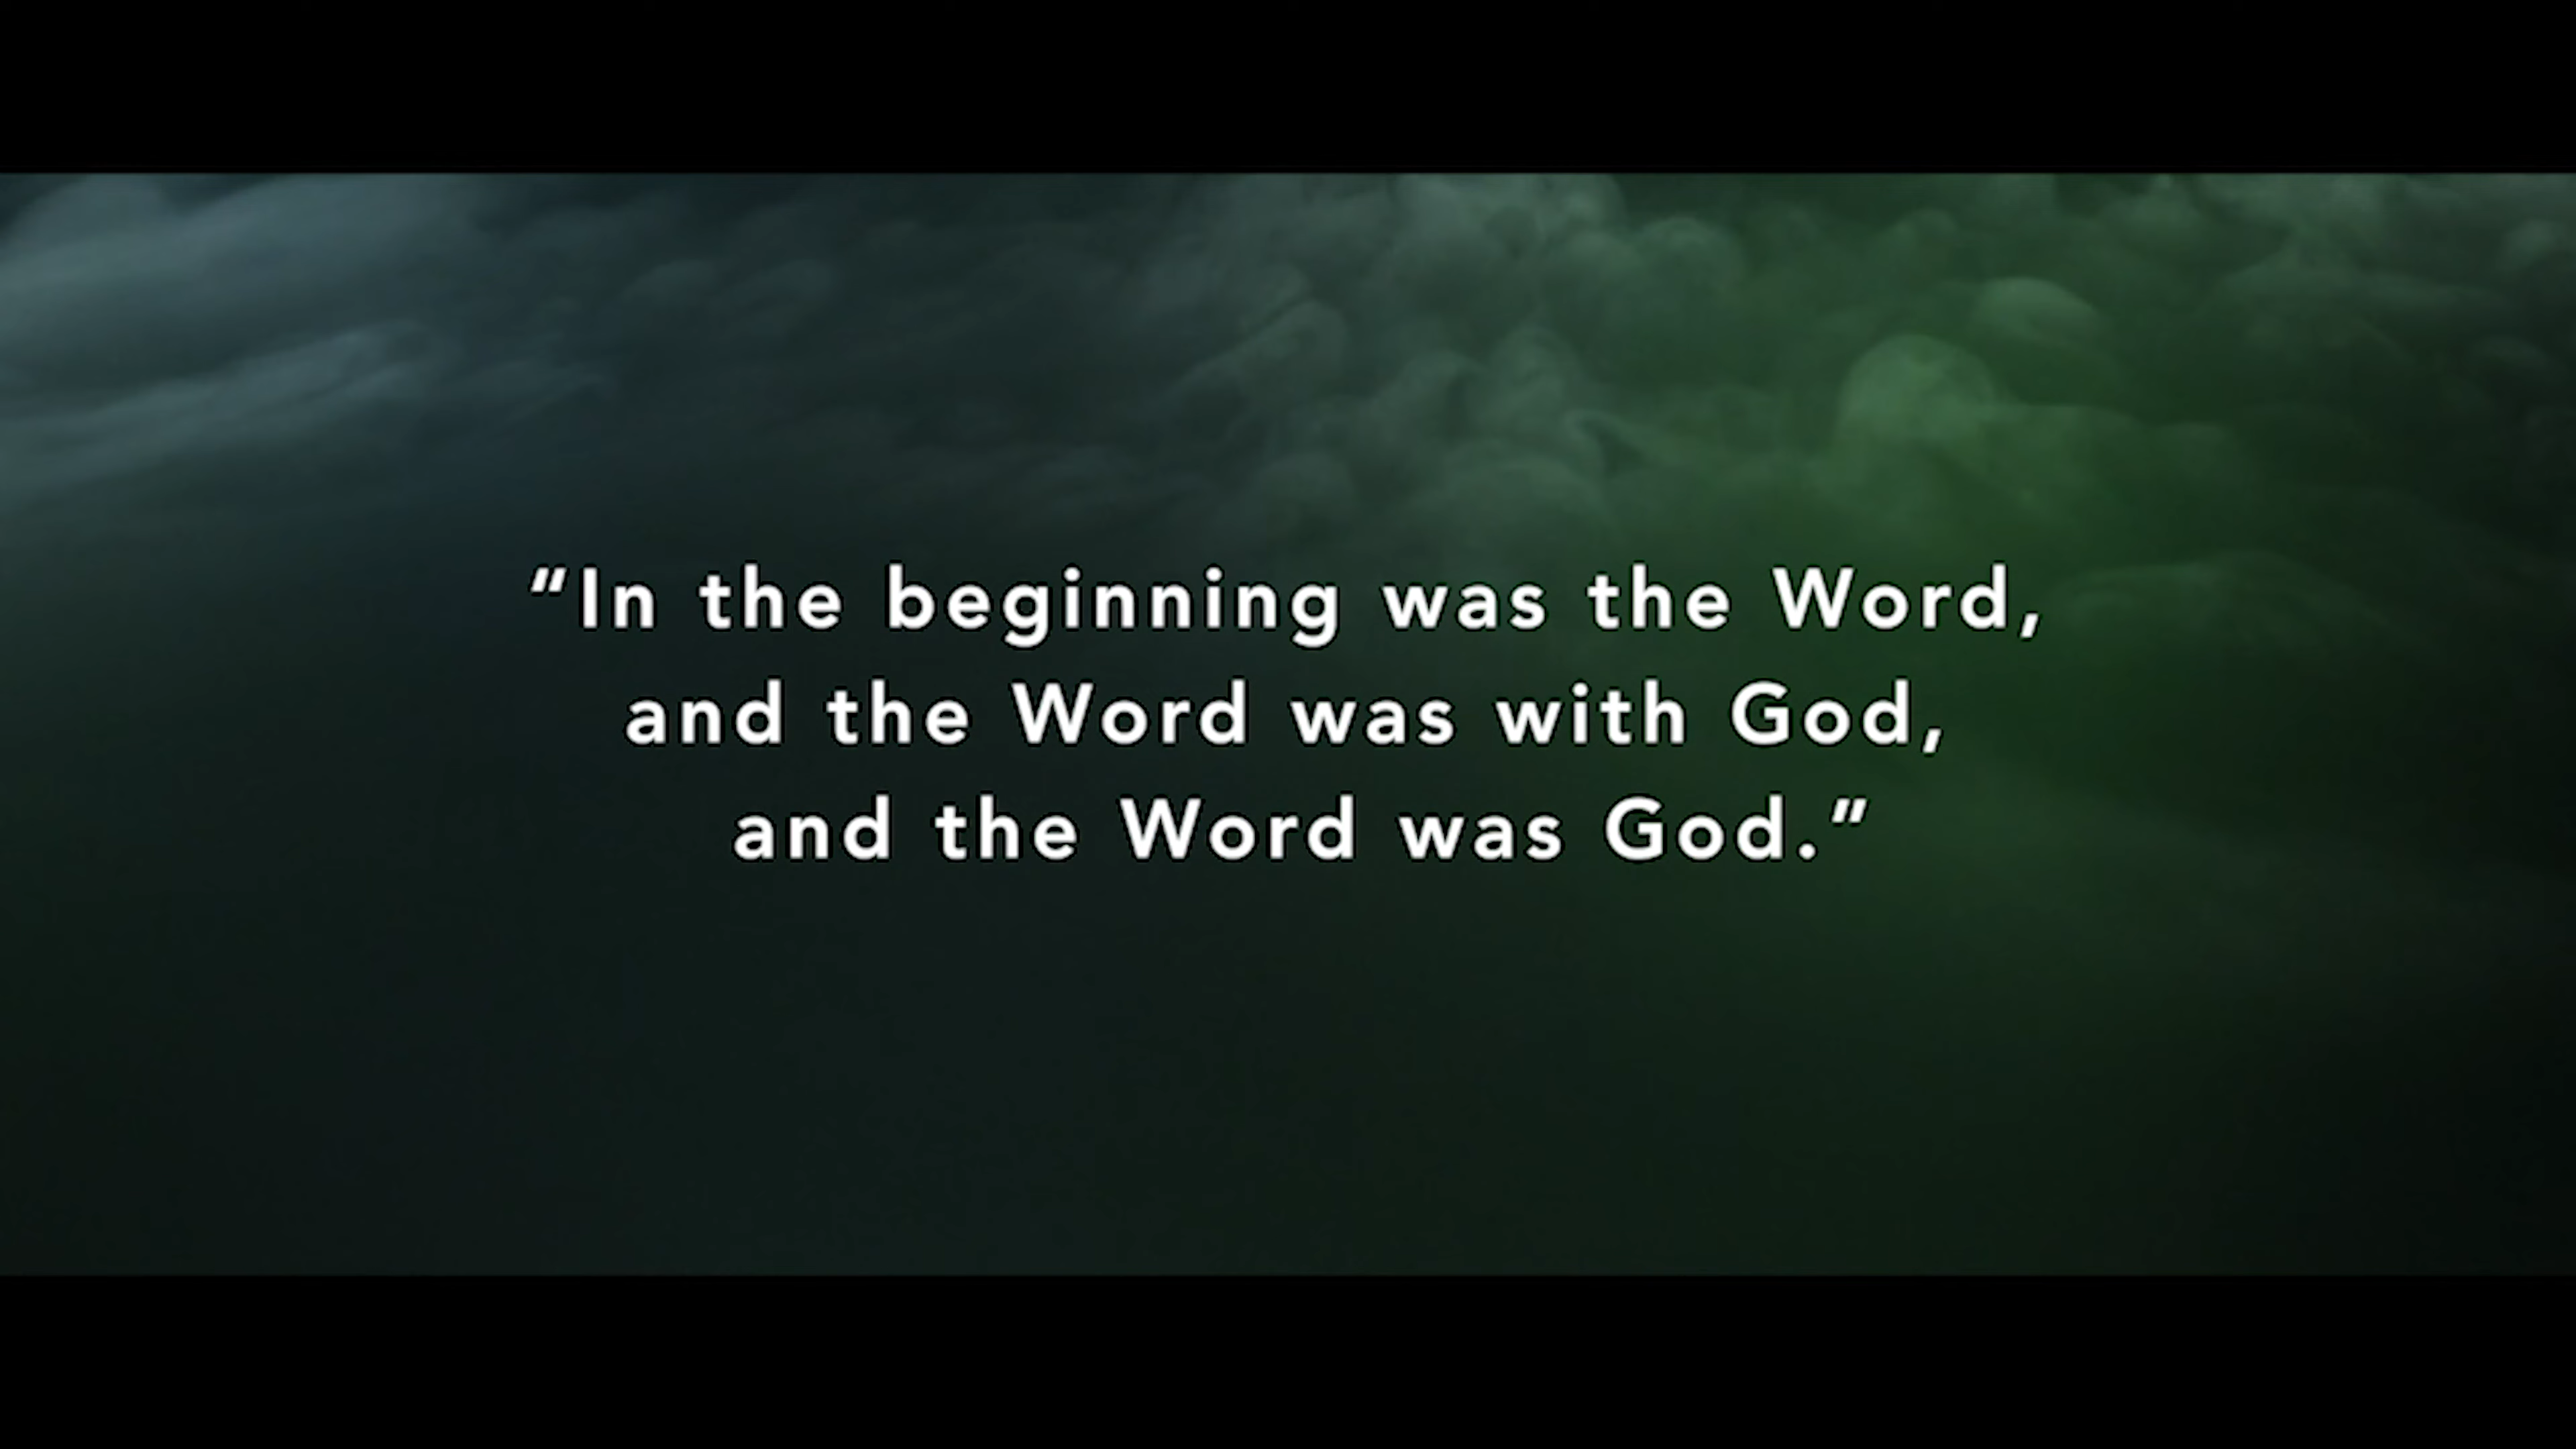 “In the beginning was the Word,
and the Word was with God,
and the Word was God.”